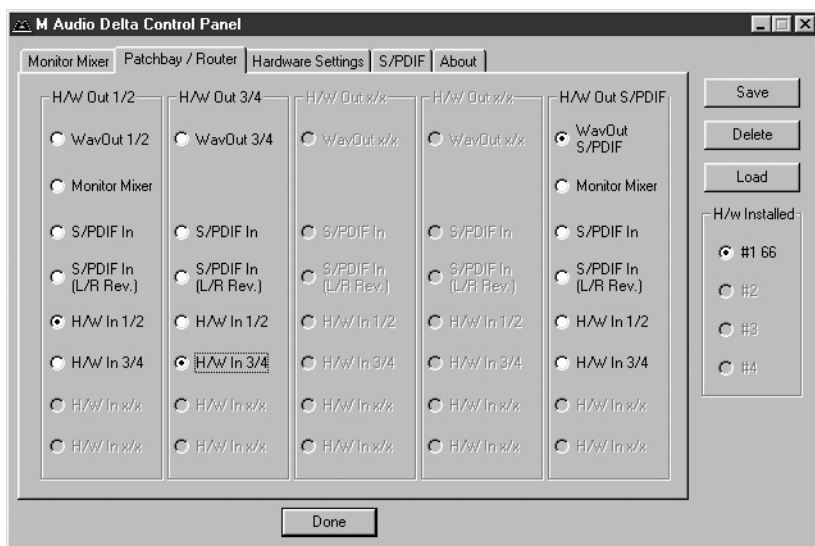 M Audio Delta Control Panel
Monitor Mixer
Patchbay / Router
Hardware Settings
S/PDIF
About
H/W Out 1/2
WavOut 1/2
Monitor Mixer
S/PDIF In
S/PDIF In
(L/R Rev.)
H/W In 1/2
H/W In 3/4
H/W In x/x
H/W In x/x
H/W Out 3/4
WavOut 3/4
S/PDIF In
S/PDIF In
(L/R Rev.)
H/W In 1/2
H/W In 3/4
H/W In x/x
H/W In x/x
H/W Out x/x
WavOut x/x
S/PDIF In
S/PDIF In
(L/R Rev.)
H/W In 1/2
H/W In 3/4
H/W In x/x
H/W In x/x
H/W Out x/x
WavOut x/x
S/PDIF In
S/PDIF In
(L/R Rev.)
H/W In 1/2
H/W In 3/4
H/W In x/x
H/W In x/x
H/W Out S/PDIF
WavOut
S/PDIF
Monitor Mixer
S/PDIF In
S/PDIF In
(L/R Rev.)
H/W In 1/2
H/W In 3/4
H/W In x/x
H/W In x/x
Save
Delete
Load
H/w Installed
#1 66
#2
#3
#4
Done